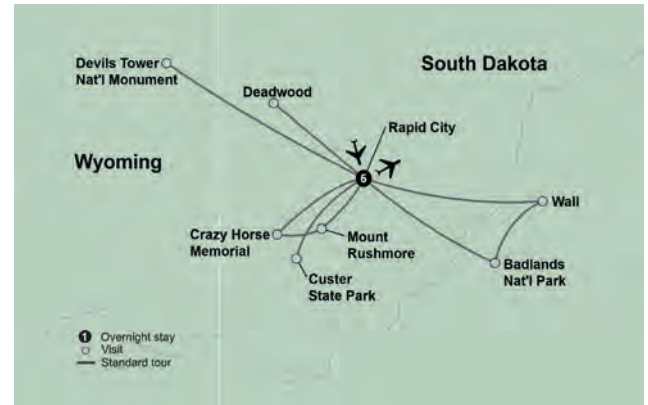 South Dakota
Devils Tower
Nat'l Monument
Deadwood
Rapid City
Wyoming
6
Wall
Crazy Horse
Memorial
Mount
Rushmore
Custer
State Park
Badlands
Nat'l Park
1 Overnight stay
Visit
Standard tour